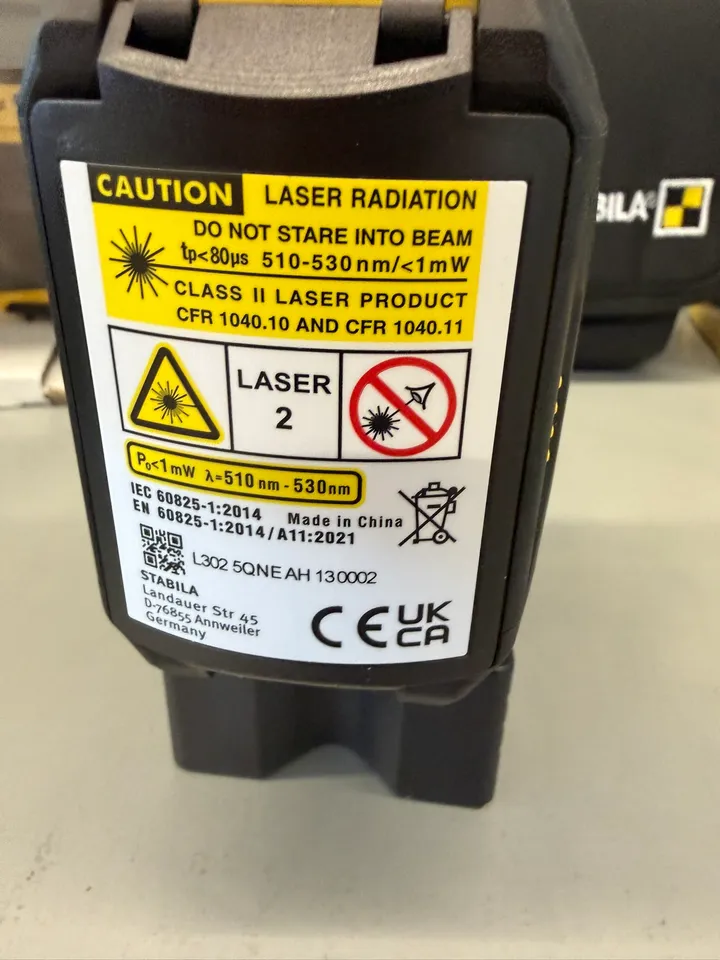 CAUTION LASER RADIATION
DO NOT STARE INTO BEAM
tp<80µs 510-530nm/<1mW
CLASS II LASER PRODUCT
CFR 1040.10 AND CFR 1040.11
LASER
2
P₀<1mW λ=510nm-530nm
IEC 60825-1:2014
EN 60825-1:2014/A11:2021
Made in China
L302 5QNE AH 130002
STABILA
Landauer Str 45
D-76855 Annweiler
Germany
CE UK
CA
BILA®